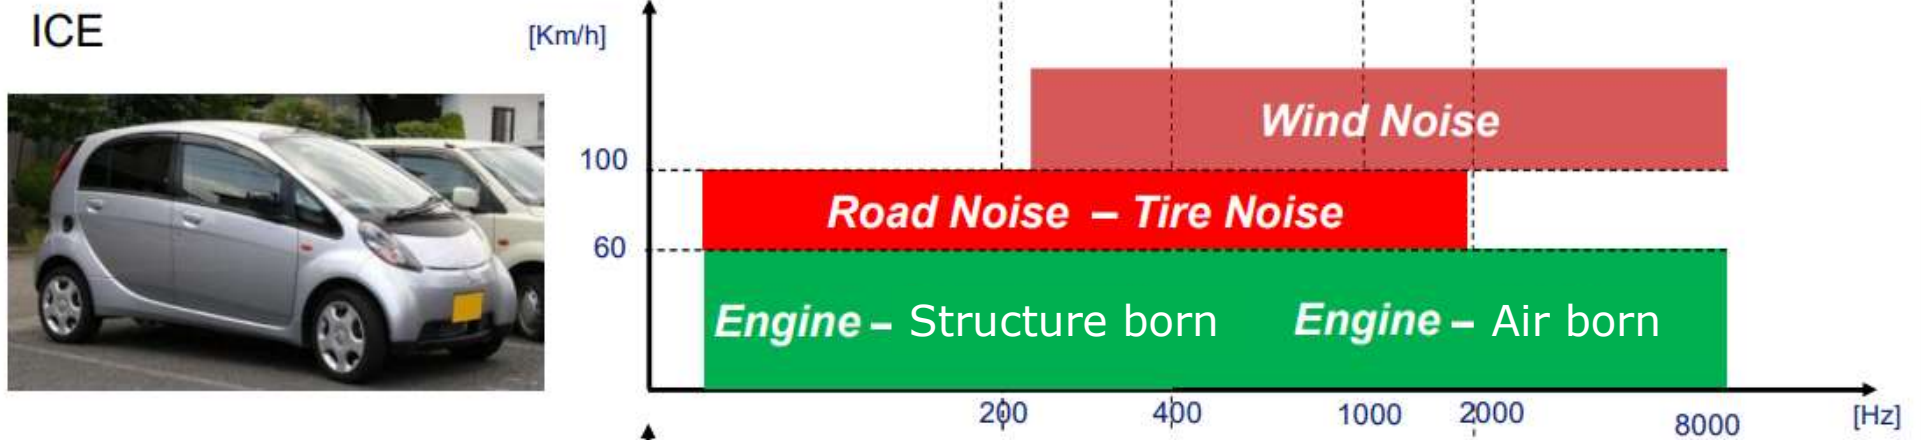 ICE
[Km/h]
Wind Noise
100
Road Noise – Tire Noise
60
Engine – Structure born
Engine – Air born
200
400
1000
2000
8000
[Hz]